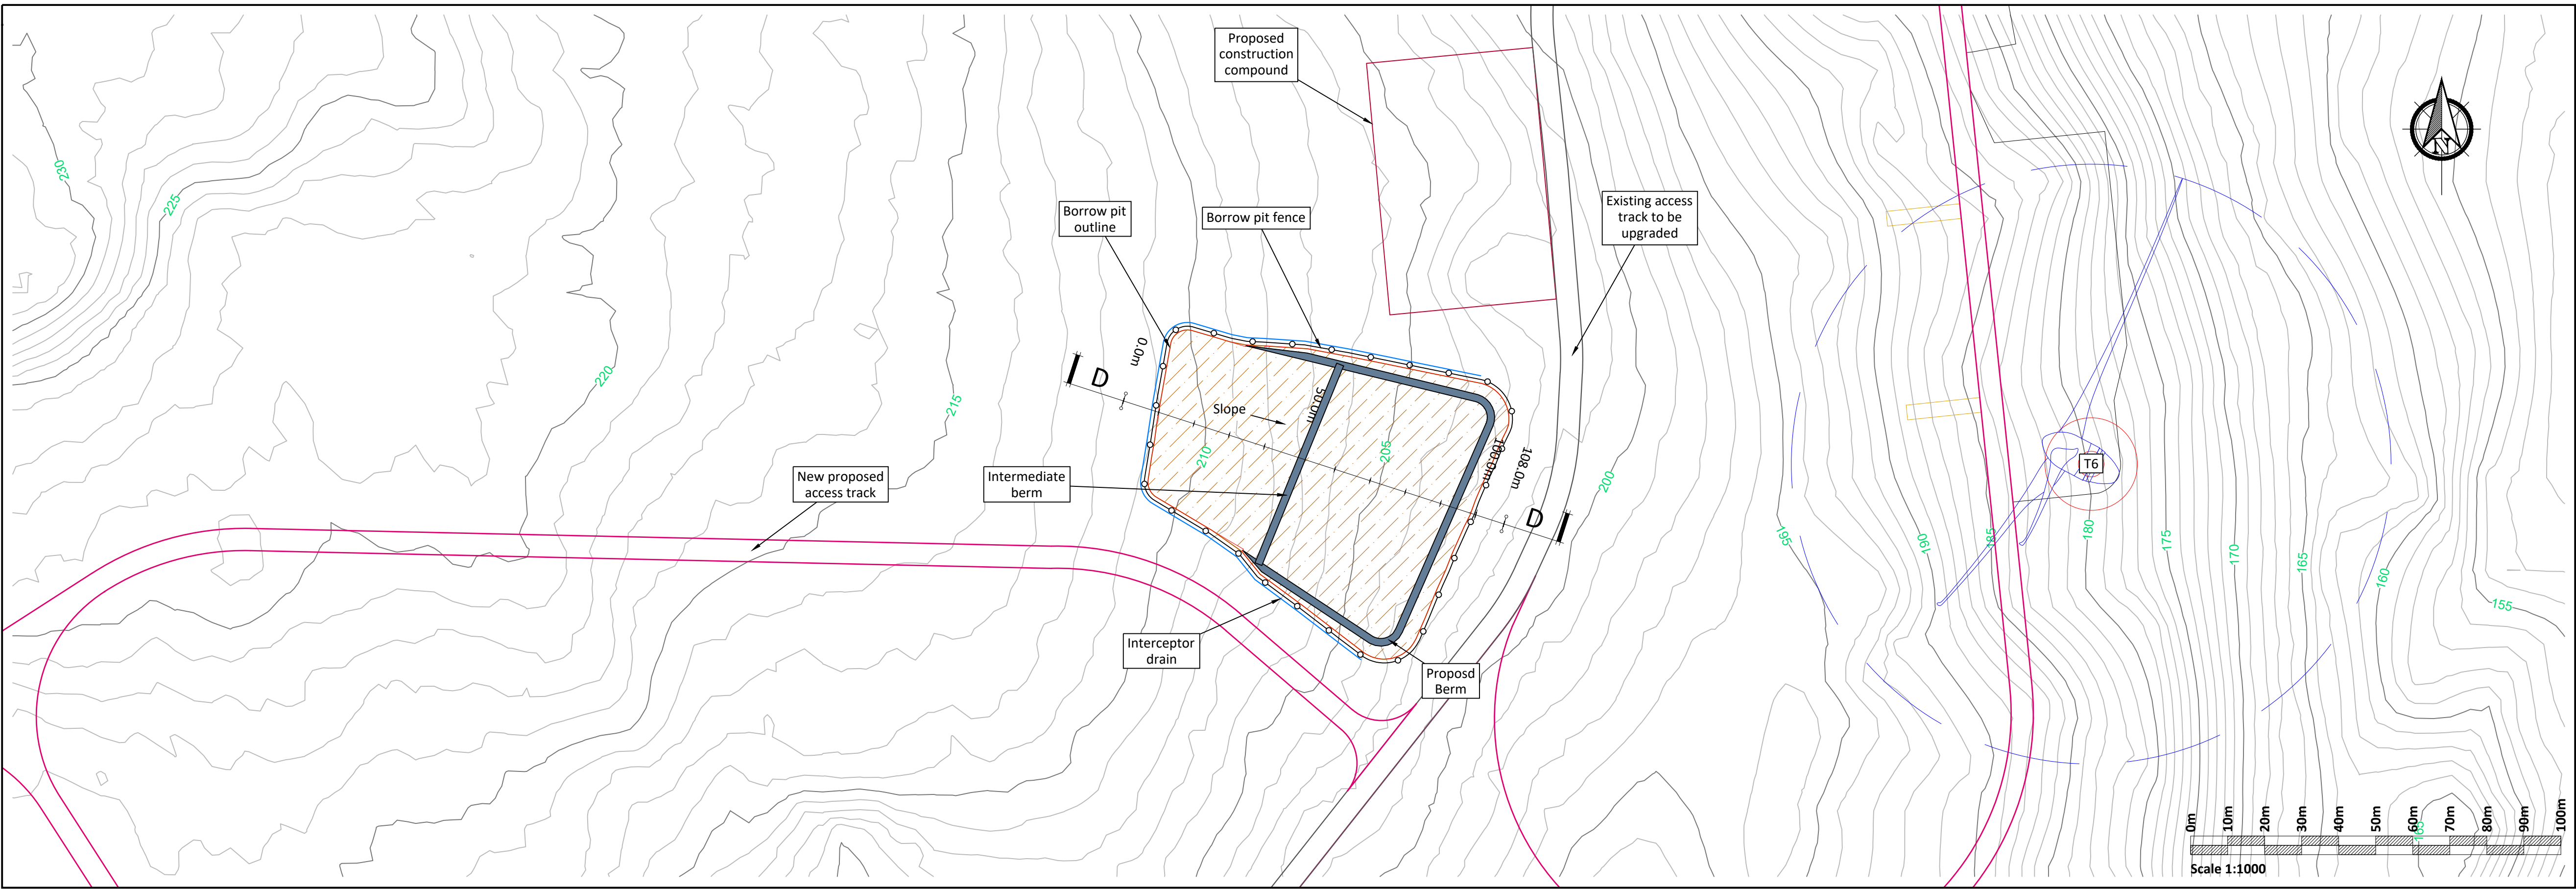 Proposed
construction
compound
N
230
225
Borrow pit
outline
Borrow pit fence
Existing access
track to be
upgraded
0.0m
D
220
215
Slope
50.0m
210
205
100.0m
108.0m
200
T6
New proposed
access track
Intermediate
berm
D
195
190
185
180
175
170
165
160
155
Interceptor
drain
Proposd
Berm
0m
10m
20m
30m
40m
50m
60m
70m
80m
90m
100m
Scale 1:1000